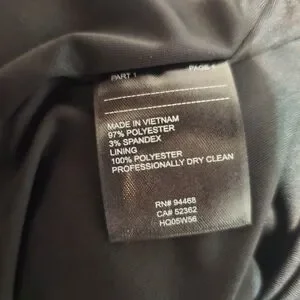 PART 1 PAGE
MADE IN VIETNAM
97% POLYESTER
3% SPANDEX
LINING
100% POLYESTER
PROFESSIONALLY DRY CLEAN
RN# 94468
CA# 52362
HQ05W56